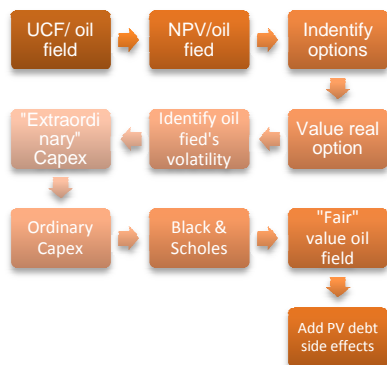 UCF/ oil
field
NPV/oil
fied
Indentify
options
Value real
option
Identify oil
fied's
volatility
"Extraordi
nary"
Capex
Ordinary
Capex
Black &
Scholes
"Fair"
value oil
field
Add PV debt
side effects